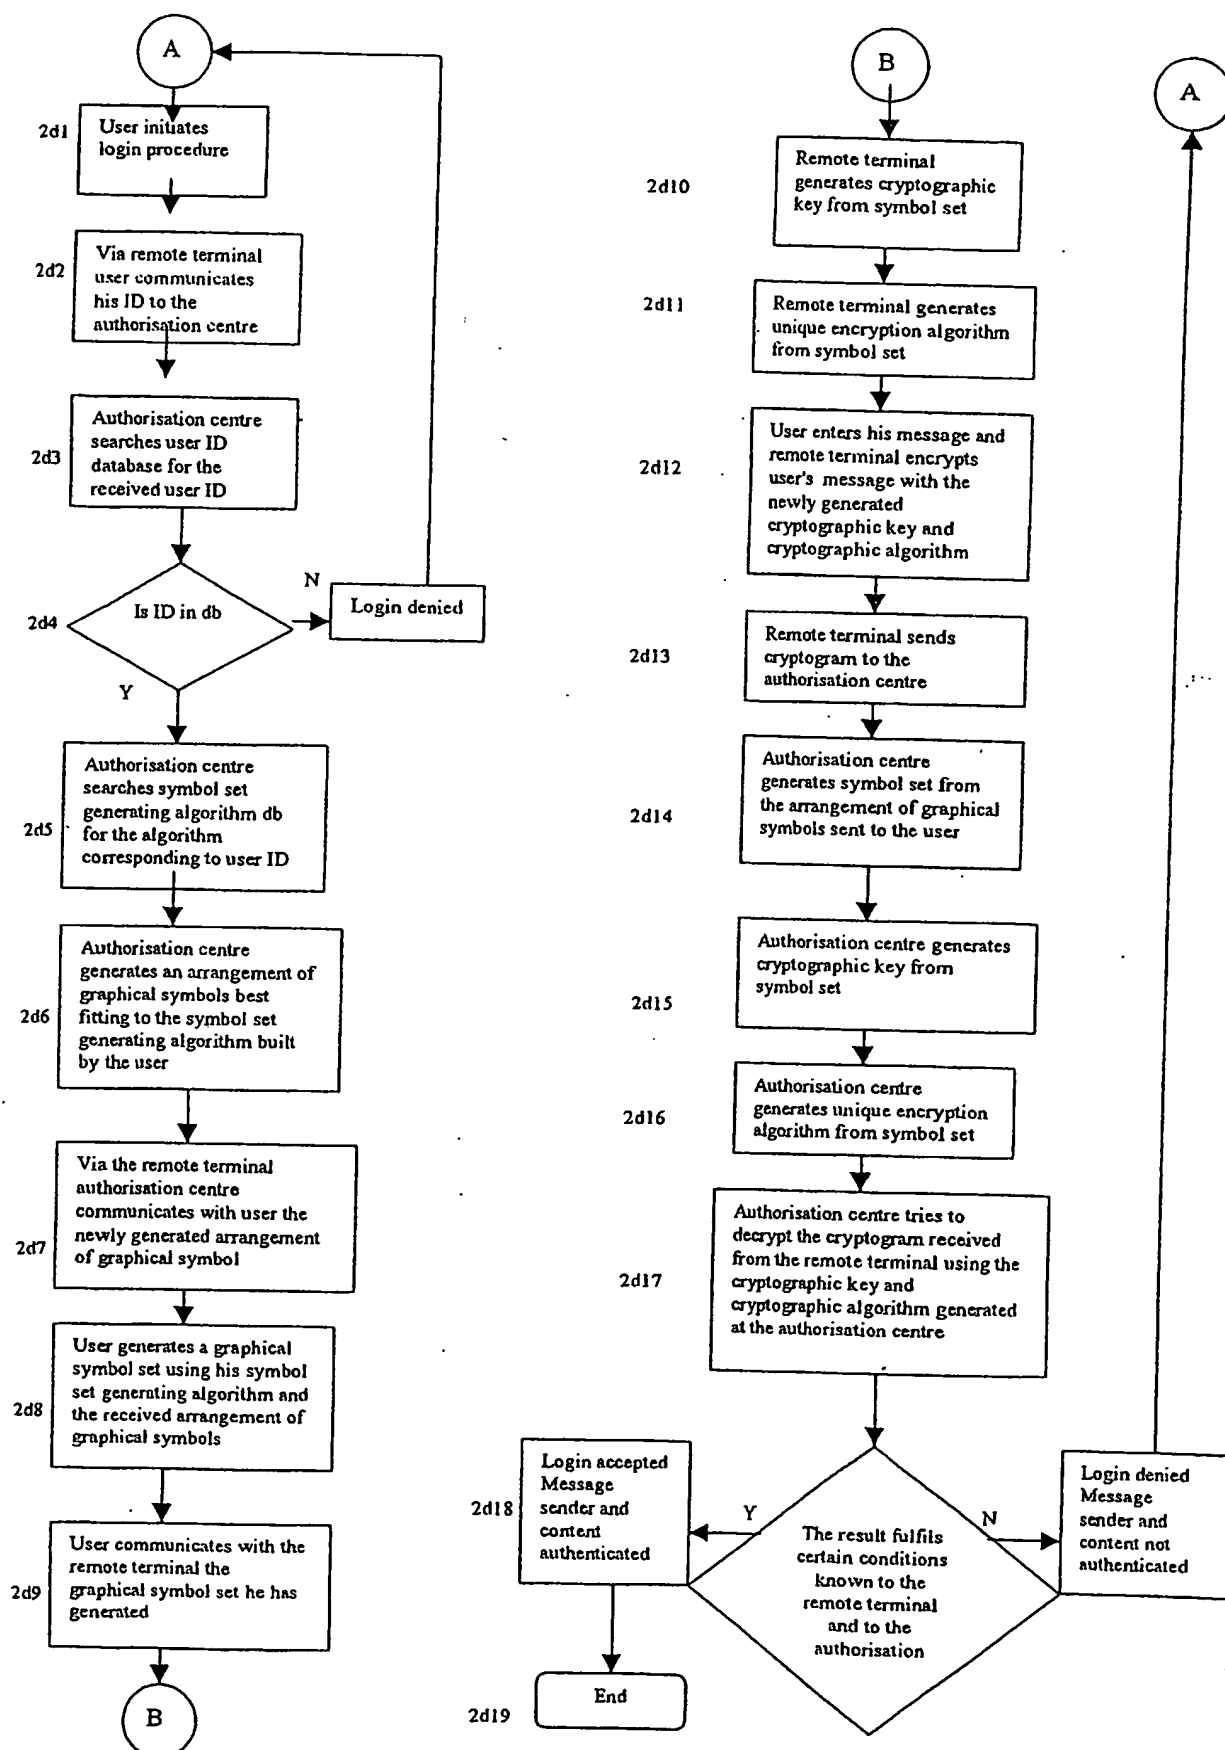 A
2d1
User initiates
login procedure
2d2
Via remote terminal
user communicates
his ID to the
authorisation centre
2d3
Authorisation centre
searches user ID
database for the
received user ID
2d4
Is ID in db
N
Login denied
Y
2d5
Authorisation centre
searches symbol set
generating algorithm db
for the algorithm
corresponding to user ID
2d6
Authorisation centre
generates an arrangement of
graphical symbols best
fitting to the symbol set
generating algorithm built
by the user
2d7
Via the remote terminal
authorisation centre
communicates with user the
newly generated arrangement
of graphical symbol
2d8
User generates a graphical
symbol set using his symbol
set generating algorithm and
the received arrangement of
graphical symbols
2d9
User communicates with the
remote terminal the
graphical symbol set he has
generated
B
B
2d10
Remote terminal
generates cryptographic
key from symbol set
2d11
Remote terminal generates
unique encryption algorithm
from symbol set
2d12
User enters his message and
remote terminal encrypts
user's message with the
newly generated
cryptographic key and
cryptographic algorithm
2d13
Remote terminal sends
cryptogram to the
authorisation centre
2d14
Authorisation centre
generates symbol set from
the arrangement of graphical
symbols sent to the user
2d15
Authorisation centre generates
cryptographic key from
symbol set
2d16
Authorisation centre
generates unique encryption
algorithm from symbol set
2d17
Authorisation centre tries to
decrypt the cryptogram received
from the remote terminal using the
cryptographic key and
cryptographic algorithm generated
at the authorisation centre
The result fulfils
certain conditions
known to the
remote terminal
and to the
authorisation
Y
2d18
Login accepted
Message
sender and
content
authenticated
2d19
End
N
Login denied
Message
sender and
content not
authenticated
A